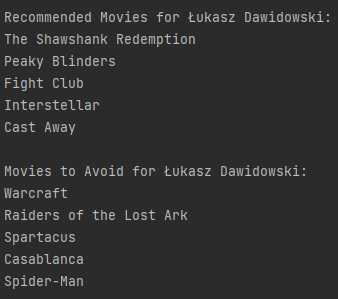 Recommended Movies for Łukasz Dawidowski:
The Shawshank Redemption
Peaky Blinders
Fight Club
Interstellar
Cast Away
Movies to Avoid for Łukasz Dawidowski:
Warcraft
Raiders of the Lost Ark
Spartacus
Casablanca
Spider-Man